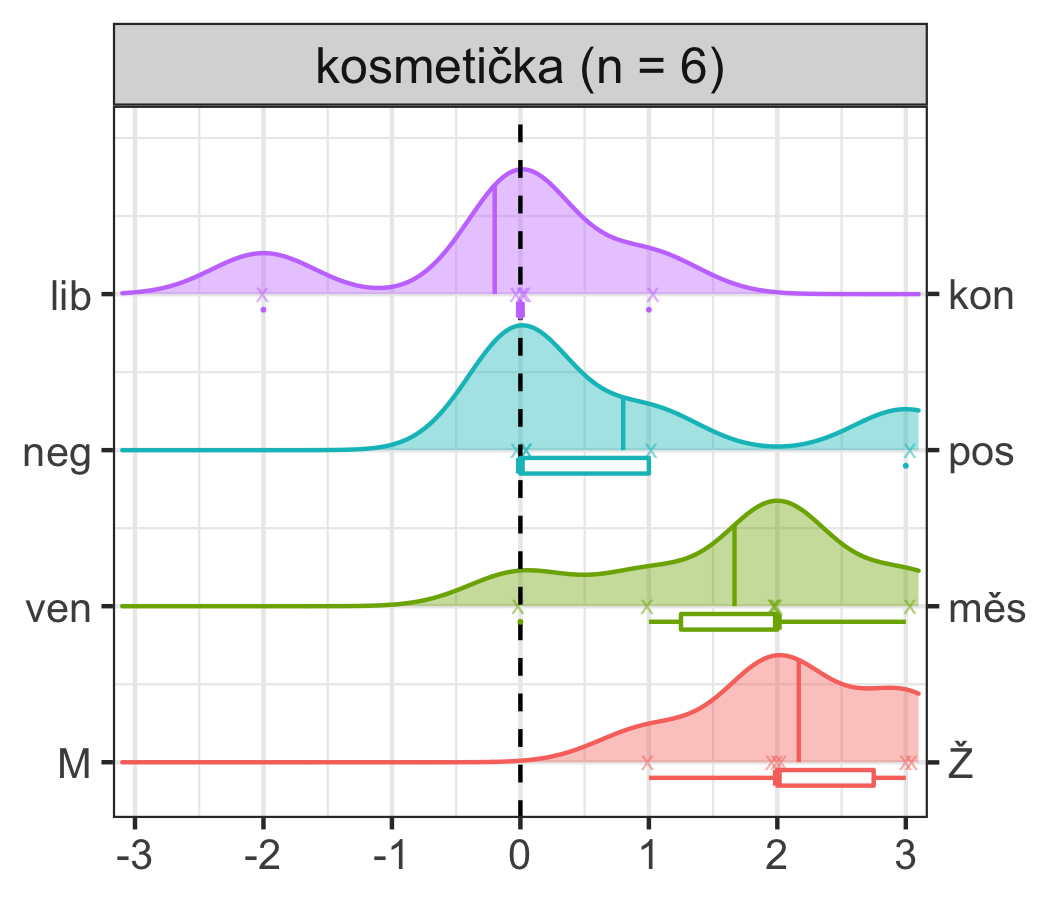 kosmetička (n = 6)
lib kon
neg pos
ven měs
M Ž
-3 -2 -1 0 1 2 3